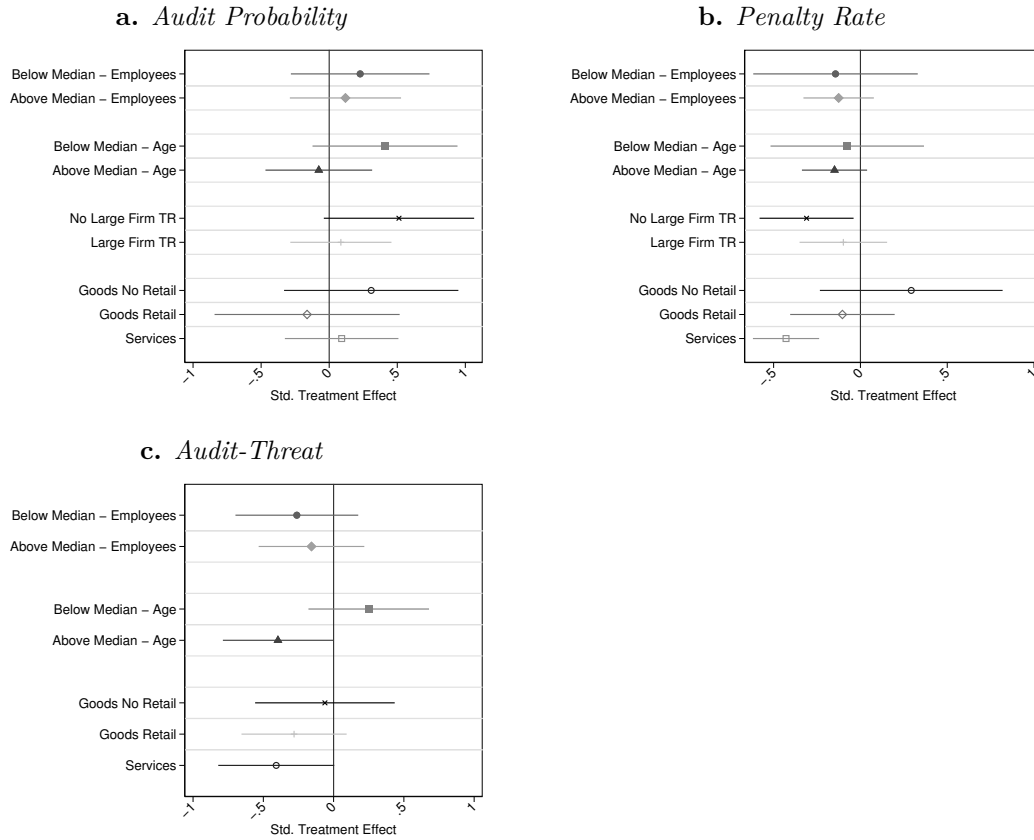 a. Audit Probability
Below Median – Employees
Above Median – Employees
Below Median – Age
Above Median – Age
No Large Firm TR
Large Firm TR
Goods No Retail
Goods Retail
Services
-1 -.5 0 .5 1
Std. Treatment Effect
b. Penalty Rate
Below Median – Employees
Above Median – Employees
Below Median – Age
Above Median – Age
No Large Firm TR
Large Firm TR
Goods No Retail
Goods Retail
Services
-.5 0 .5 1
Std. Treatment Effect
c. Audit-Threat
Below Median – Employees
Above Median – Employees
Below Median – Age
Above Median – Age
Goods No Retail
Goods Retail
Services
-1 -.5 0 .5 1
Std. Treatment Effect